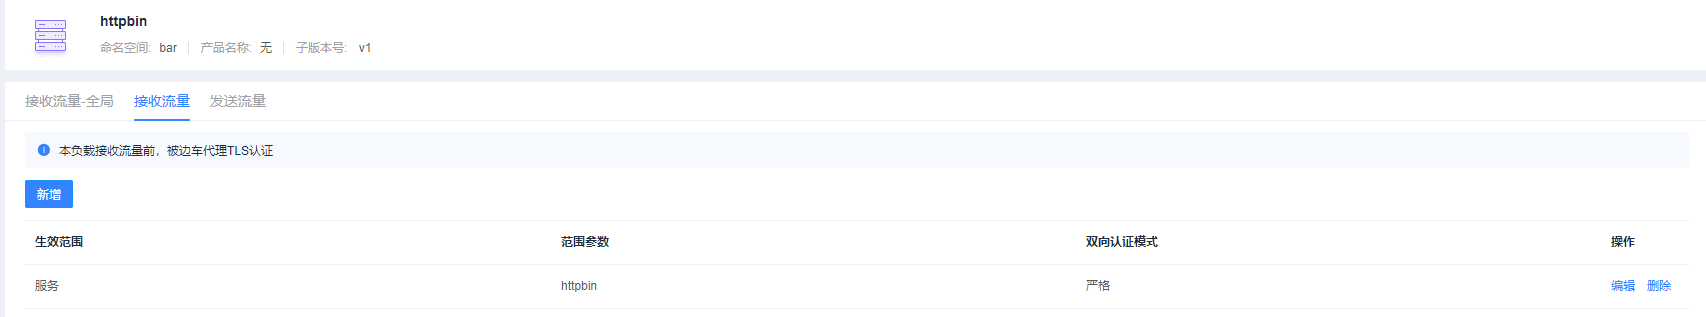 httpbin
命名空间: bar 产品名称: 无 子版本号: v1
接收流量-全局 接收流量 发送流量
本负载接收流量前，被边车代理TLS认证
新增
生效范围 范围参数 双向认证模式 操作
服务 httpbin 严格 编辑 删除